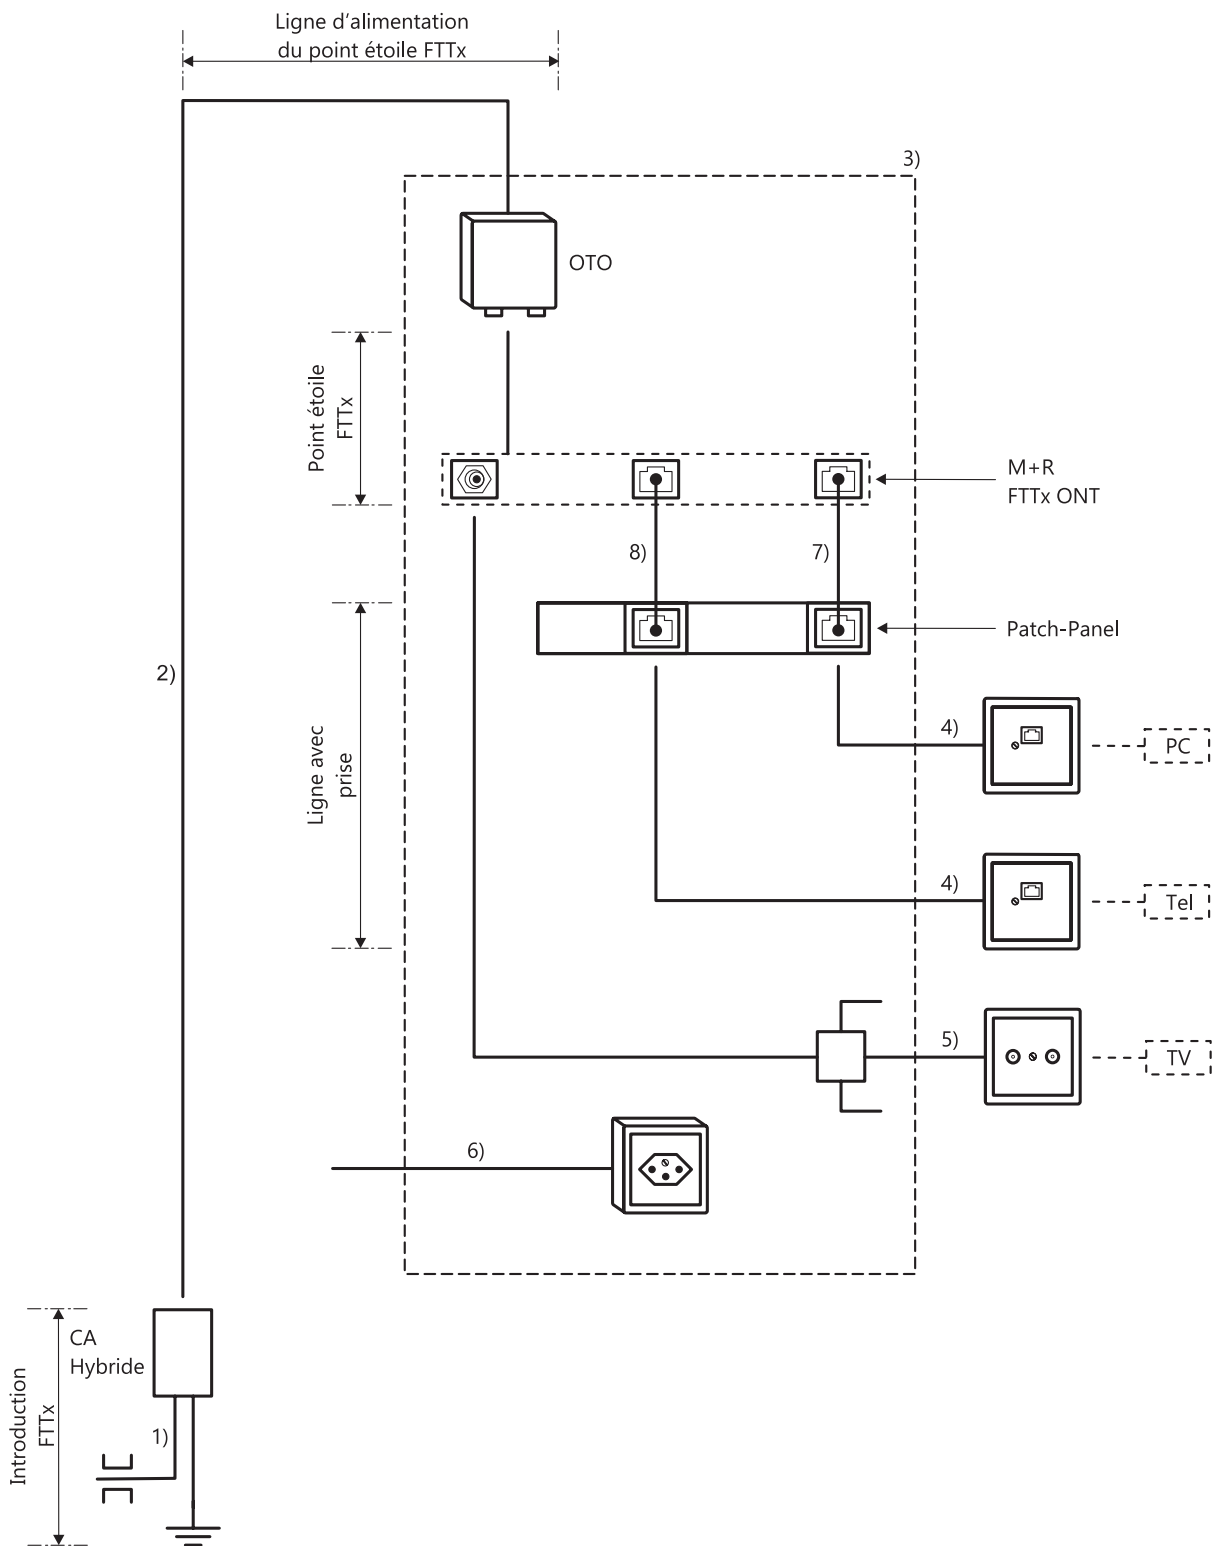 Ligne d'alimentation
du point étoile FTTx
3)
OTO
Point étoile
FTTx
M+R
FTTx ONT
8)
7)
Patch-Panel
2)
Ligne avec
prise
4)
PC
4)
Tel
5)
TV
6)
CA
Hybride
Introduction
FTTx
1)